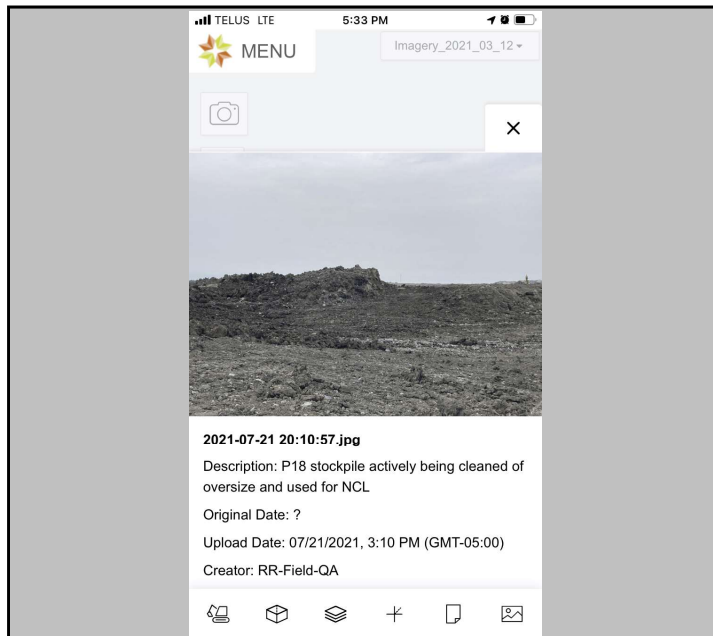 TELUS LTE 5:33 PM
MENU Imagery_2021_03_12
2021-07-21 20:10:57.jpg
Description: P18 stockpile actively being cleaned of
oversize and used for NCL
Original Date: ?
Upload Date: 07/21/2021, 3:10 PM (GMT-05:00)
Creator: RR-Field-QA